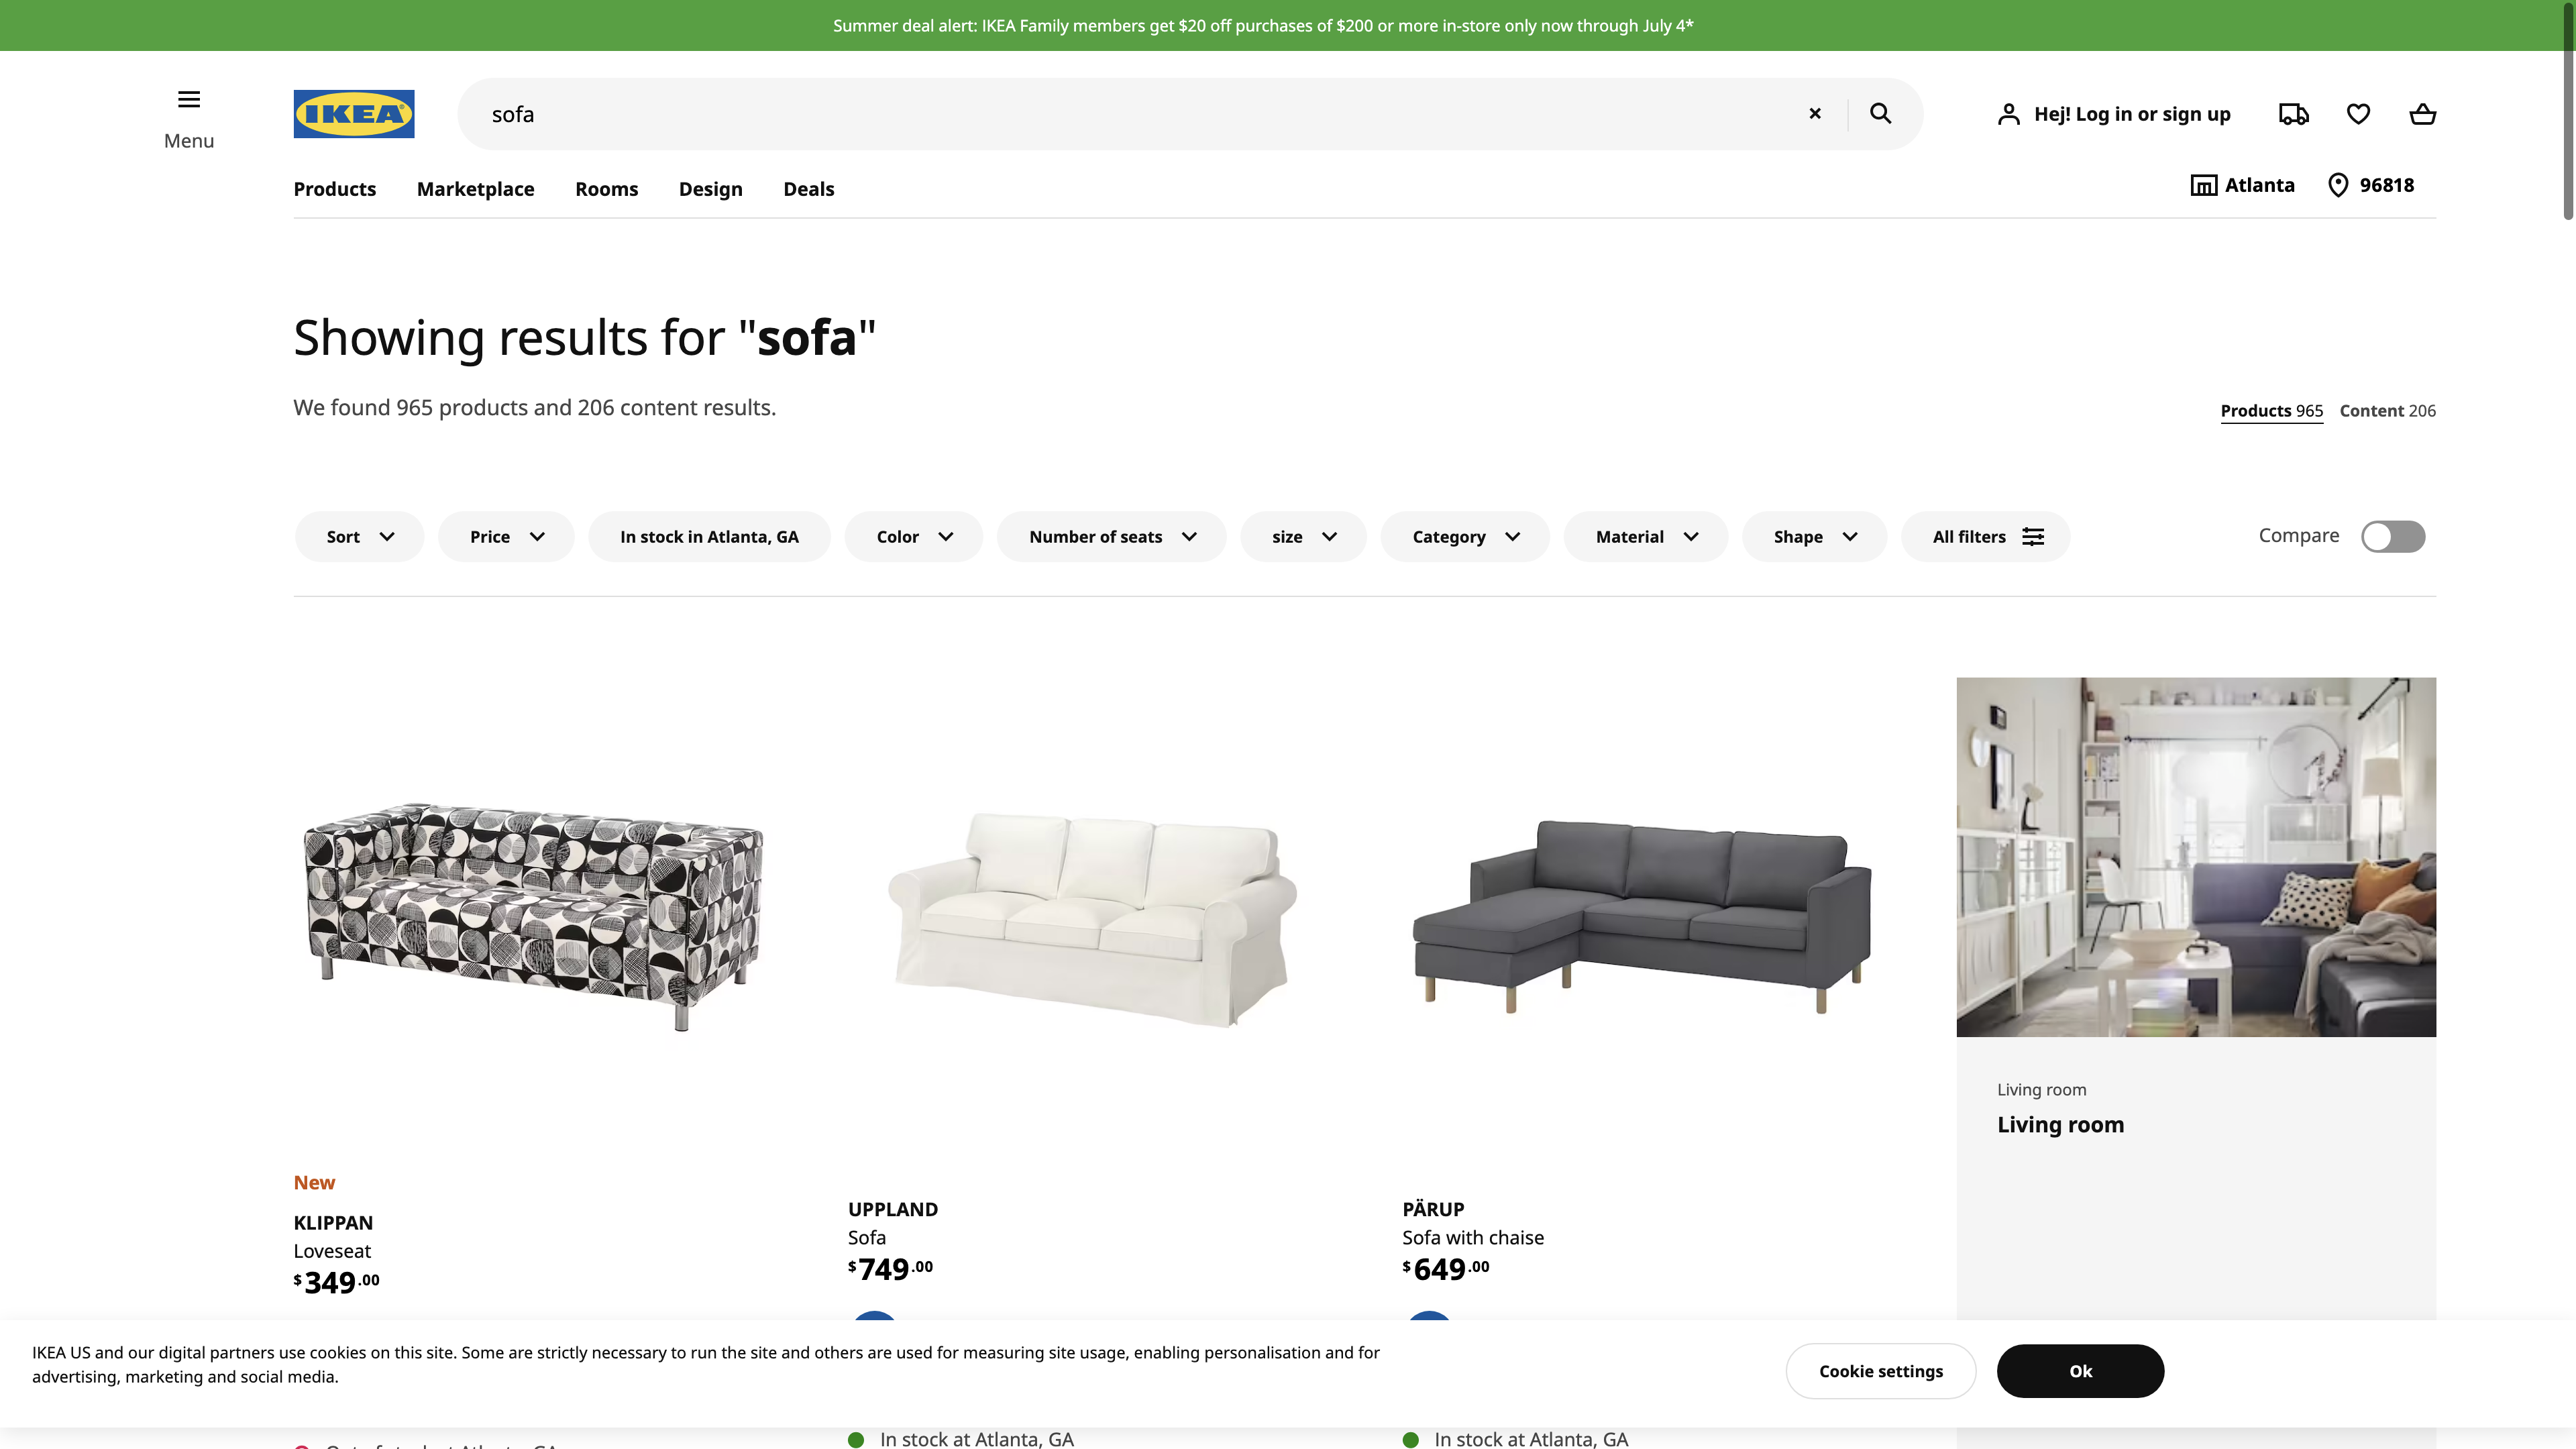 Summer deal alert: IKEA Family members get $20 off purchases of $200 or more in-store only now through July 4*
Menu
IKEA
sofa
Hej! Log in or sign up
Products Marketplace Rooms Design Deals
Atlanta 96818
Showing results for "sofa"
We found 965 products and 206 content results.
Products 965 Content 206
Sort Price In stock in Atlanta, GA Color Number of seats size Category Material Shape All filters Compare
Living room
Living room
New
KLIPPAN
Loveseat
$349.00
UPPLAND
Sofa
$749.00
PÄRUP
Sofa with chaise
$649.00
IKEA US and our digital partners use cookies on this site. Some are strictly necessary to run the site and others are used for measuring site usage, enabling personalisation and for
advertising, marketing and social media.
Cookie settings Ok
Out of stock at Atlanta, GA
In stock at Atlanta, GA
In stock at Atlanta, GA